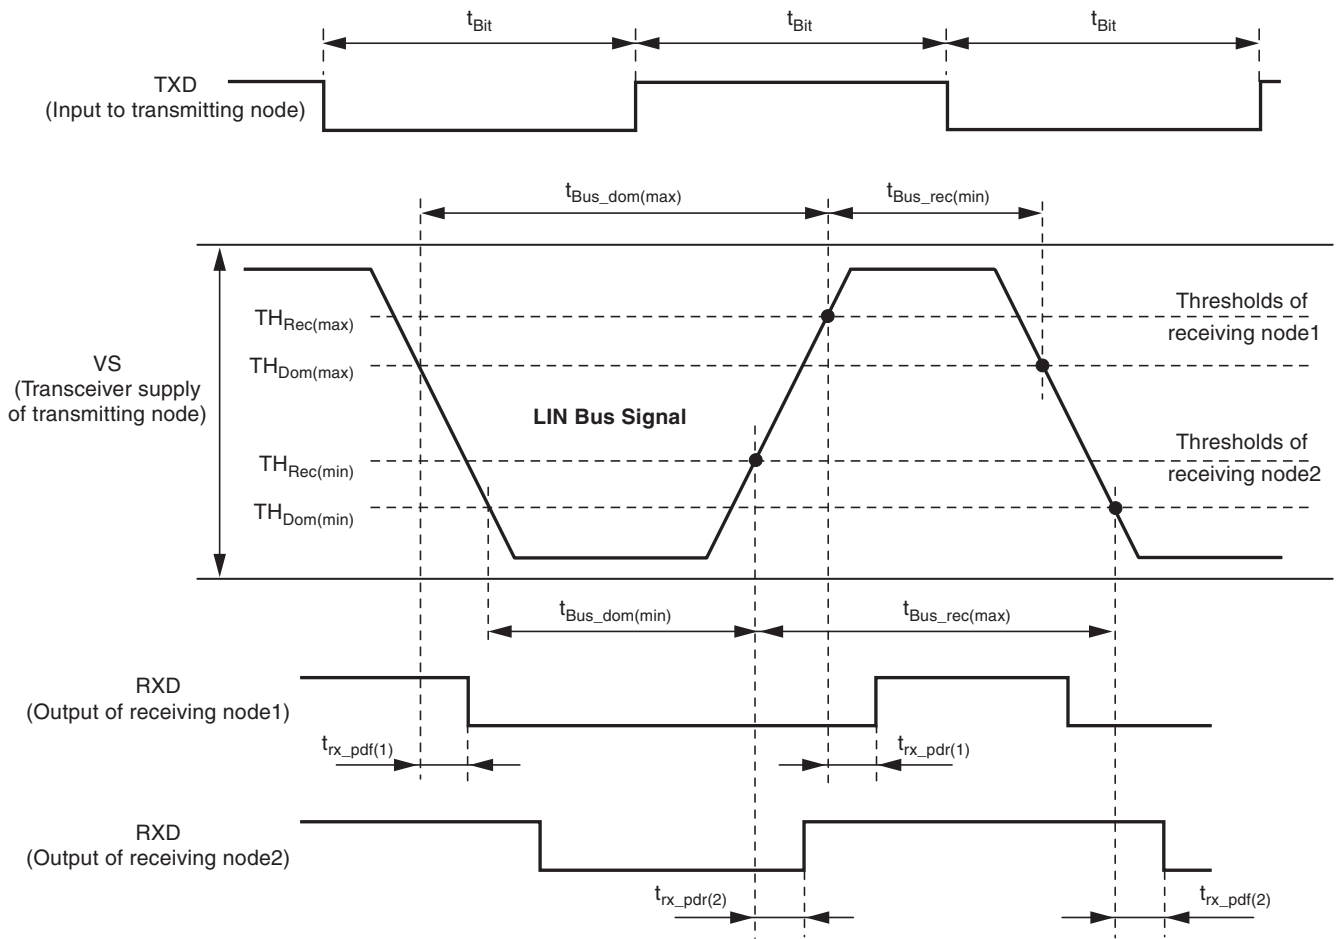 tBit
tBit
tBit
TXD
(Input to transmitting node)
tBus_dom(max)
tBus_rec(min)
THRec(max)
Thresholds of
receiving node1
VS
(Transceiver supply
of transmitting node)
THDom(max)
LIN Bus Signal
THRec(min)
Thresholds of
receiving node2
THDom(min)
tBus_dom(min)
tBus_rec(max)
RXD
(Output of receiving node1)
trx_pdf(1)
trx_pdr(1)
RXD
(Output of receiving node2)
trx_pdr(2)
trx_pdf(2)